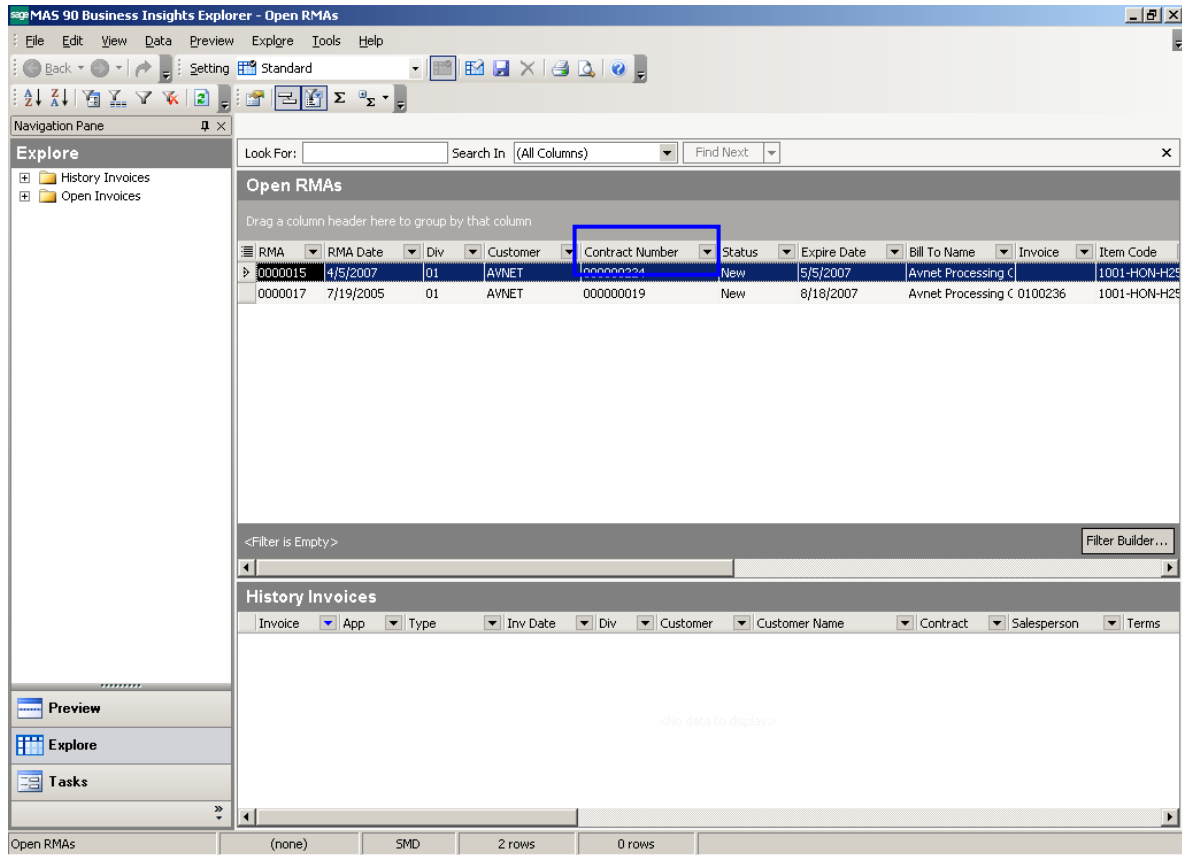 sage MAS 90 Business Insights Explorer - Open RMAs
File Edit View Data Preview Explore Tools Help
Back Setting Standard
Navigation Pane
Explore
History Invoices
Open Invoices
Look For: Search In (All Columns) Find Next
Open RMAs
Drag a column header here to group by that column
RMA RMA Date Div Customer Contract Number Status Expire Date Bill To Name Invoice Item Code
0000015 4/5/2007 01 AVNET 000000224 New 5/5/2007 Avnet Processing C 1001-HON-H25
0000017 7/19/2005 01 AVNET 000000019 New 8/18/2007 Avnet Processing C 0100236 1001-HON-H25
<Filter is Empty> Filter Builder...
History Invoices
Invoice App Type Inv Date Div Customer Customer Name Contract Salesperson Terms
<No data to display>
Preview
Explore
Tasks
Open RMAs (none) SMD 2 rows 0 rows